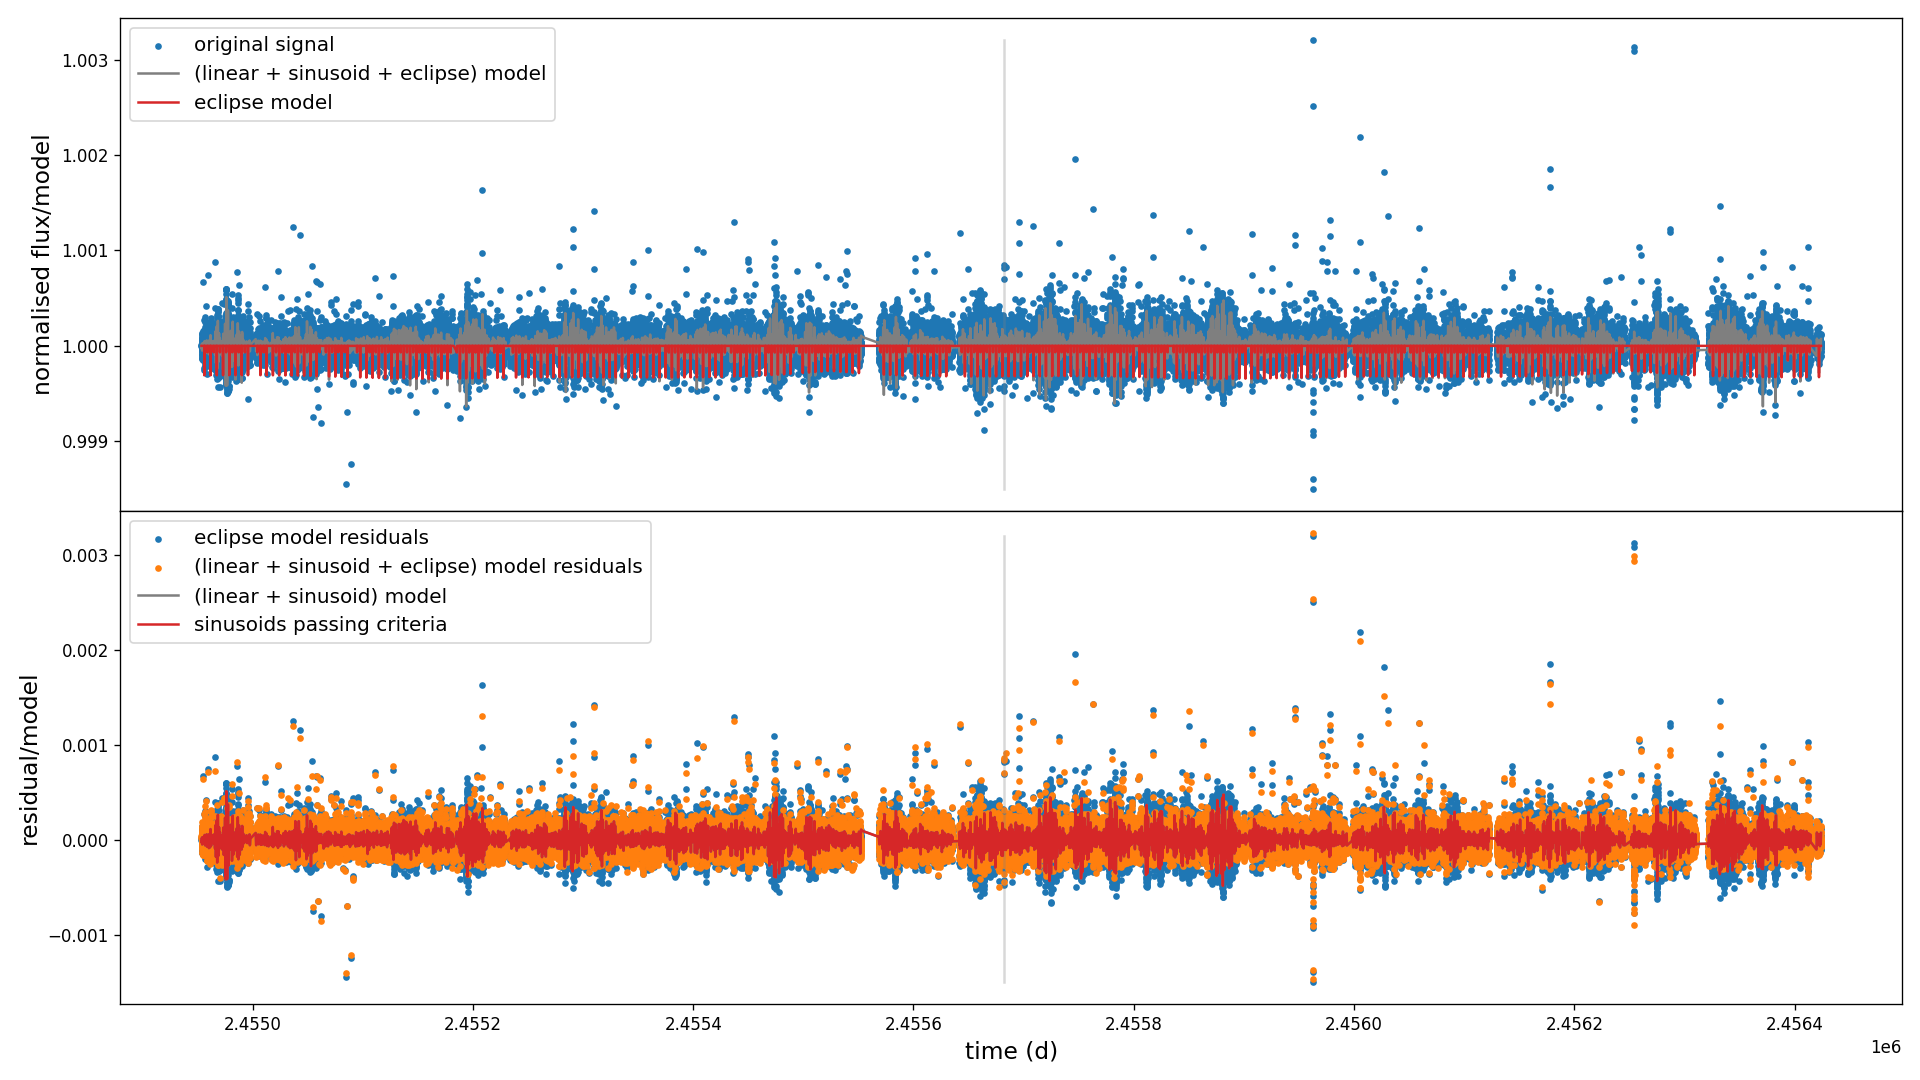 original signal
(linear + sinusoid + eclipse) model
eclipse model
1.003
1.002
1.001
1.000
0.999
normalised flux/model
eclipse model residuals
(linear + sinusoid + eclipse) model residuals
(linear + sinusoid) model
sinusoids passing criteria
0.003
0.002
0.001
0.000
−0.001
residual/model
2.4550
2.4552
2.4554
2.4556
2.4558
2.4560
2.4562
2.4564
1e6
time (d)